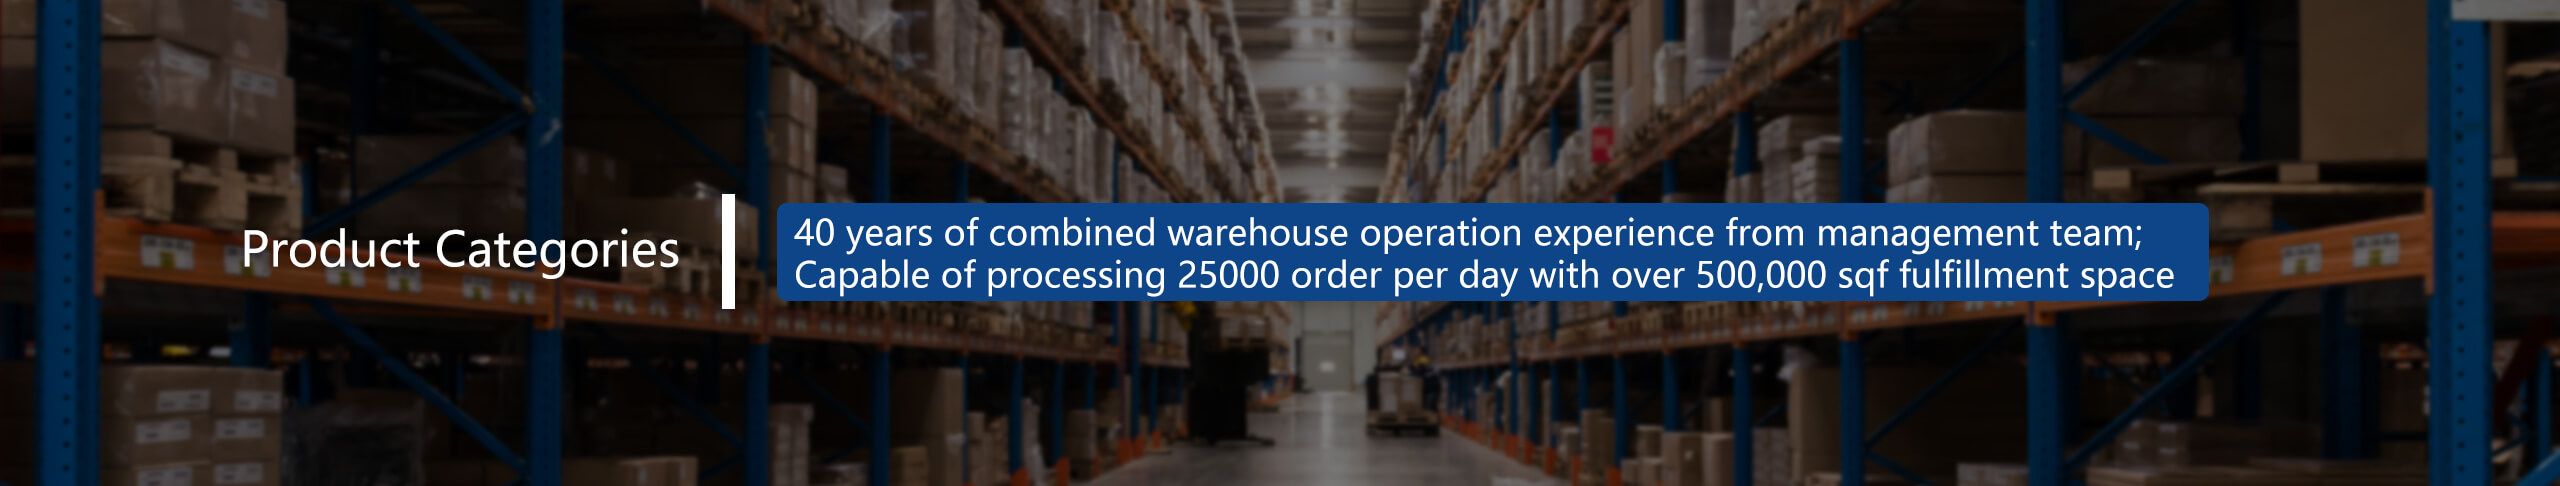 Product Categories
40 years of combined warehouse operation experience from management team;
Capable of processing 25000 order per day with over 500,000 sqf fulfillment space